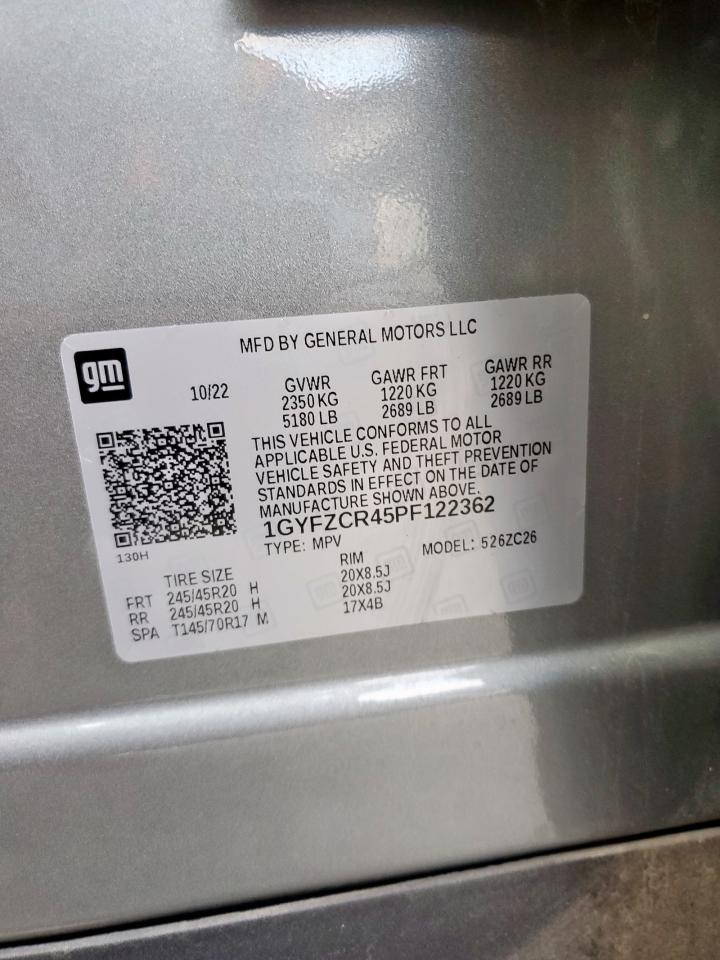 MFD BY GENERAL MOTORS LLC
gm
10/22
GVWR GAWR FRT GAWR RR
2350 KG 1220 KG 1220 KG
5180 LB 2689 LB 2689 LB
THIS VEHICLE CONFORMS TO ALL
APPLICABLE U.S. FEDERAL MOTOR
VEHICLE SAFETY AND THEFT PREVENTION
STANDARDS IN EFFECT ON THE DATE OF
MANUFACTURE SHOWN ABOVE.
1GYFZCR45PF122362
TYPE: MPV MODEL: 526ZC26
130H
TIRE SIZE RIM
FRT 245/45R20 H 20X8.5J
RR 245/45R20 H 20X8.5J
SPA T145/70R17 M 17X4B